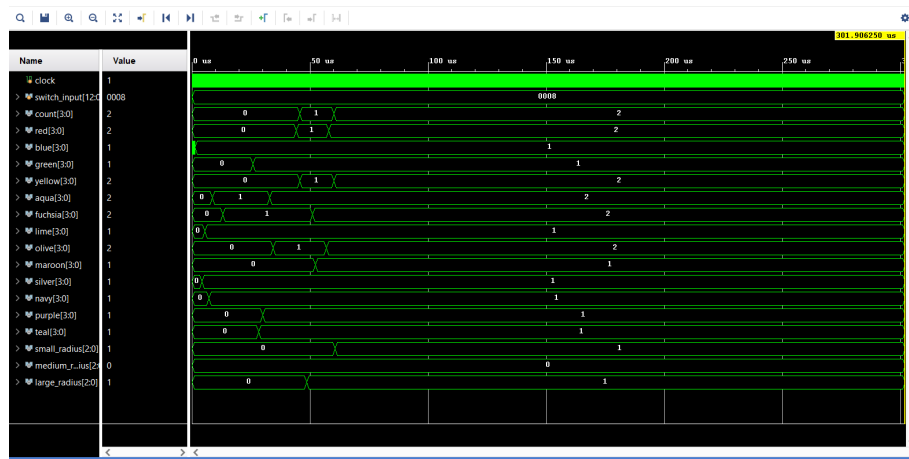 301.906250 us
Name Value 0 us 50 us 100 us 150 us 200 us 250 us
clock 1
switch_input[12:0 0008 0008
count[3:0] 2 0 1 2
red[3:0] 2 0 1 2
blue[3:0] 1 1
green[3:0] 1 0 1
yellow[3:0] 2 0 1 2
aqua[3:0] 2 0 1 2
fuchsia[3:0] 2 0 1 2
lime[3:0] 1 0 1
olive[3:0] 2 0 1 2
maroon[3:0] 1 0 1
silver[3:0] 1 0 1
navy[3:0] 1 0 1
purple[3:0] 1 0 1
teal[3:0] 1 0 1
small_radius[2:0] 1 0 1
medium_r..ius[2:0 0 0
large_radius[2:0] 1 0 1